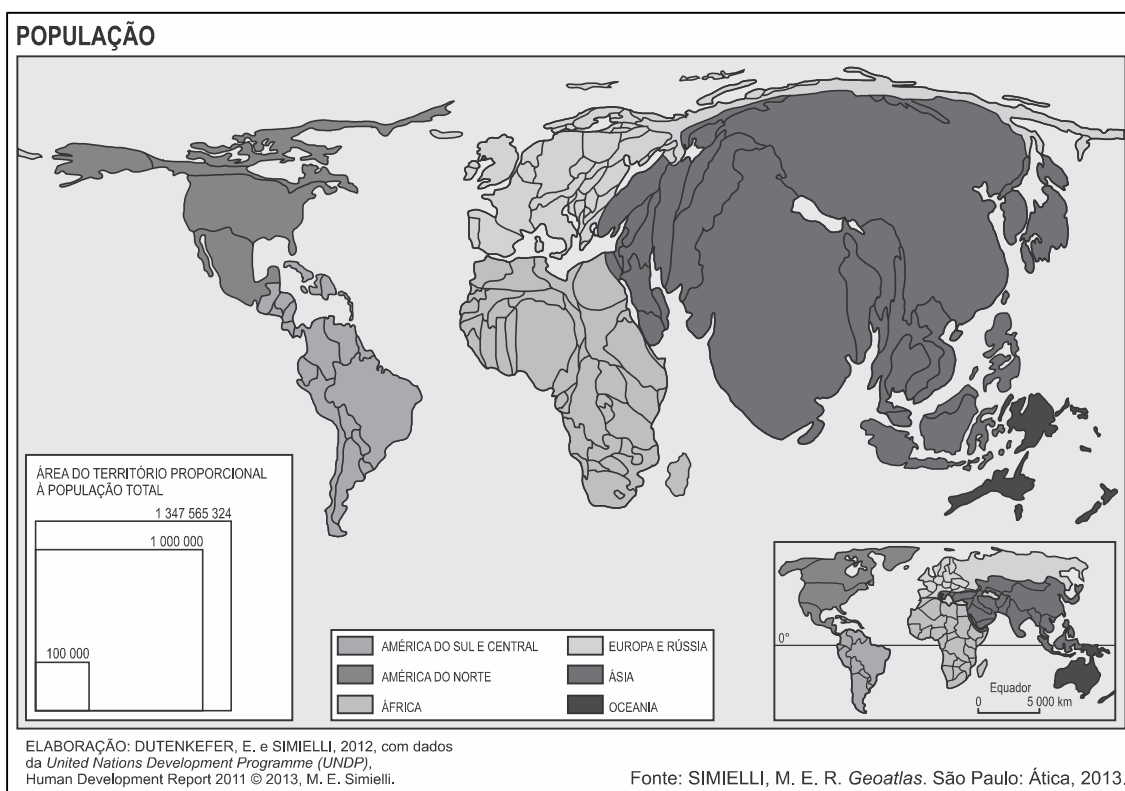 POPULAÇÃO
ÁREA DO TERRITÓRIO PROPORCIONAL
À POPULAÇÃO TOTAL
1 347 565 324
1 000 000
100 000
AMÉRICA DO SUL E CENTRAL
AMÉRICA DO NORTE
ÁFRICA
EUROPA E RÚSSIA
ÁSIA
OCEANIA
0°
Equador
0 5 000 km
ELABORAÇÃO: DUTENKEFER, E. e SIMIELLI, 2012, com dados
da United Nations Development Programme (UNDP),
Human Development Report 2011 © 2013, M. E. Simielli.
Fonte: SIMIELLI, M. E. R. Geoatlas. São Paulo: Ática, 2013.